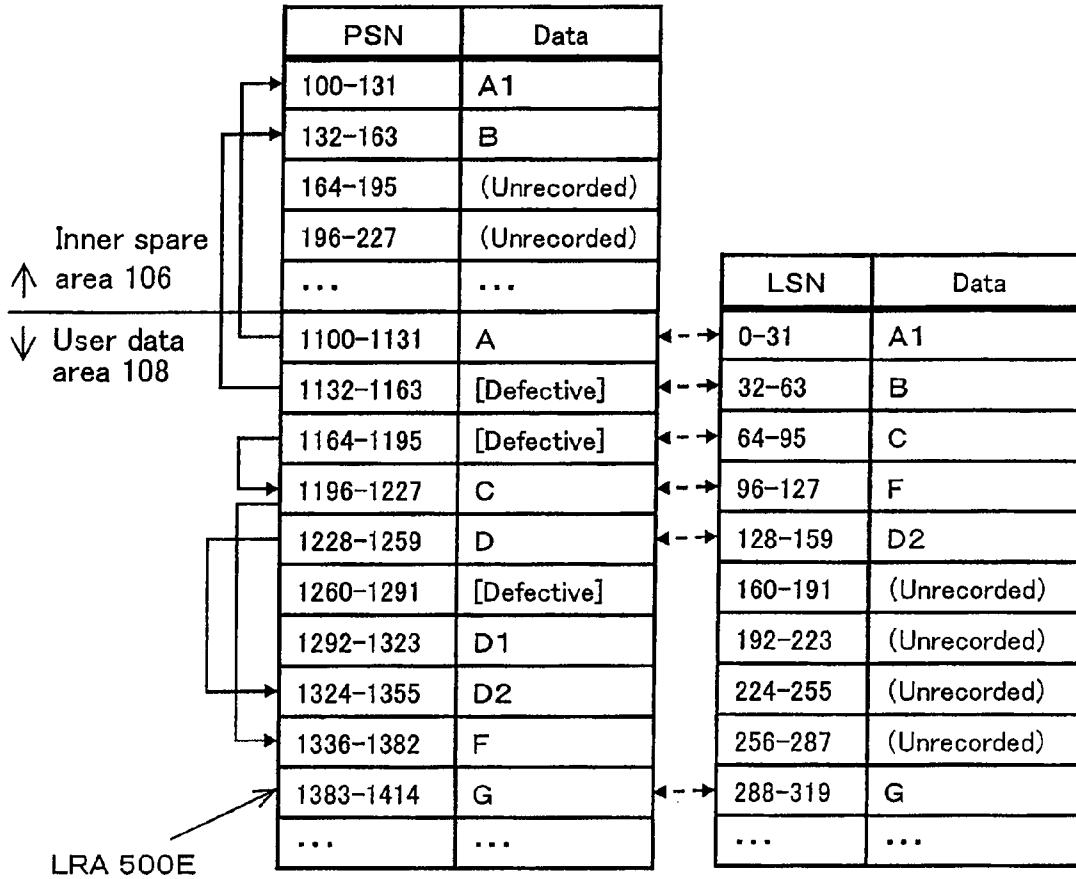 PSN Data
100-131 A1
132-163 B
164-195 (Unrecorded)
196-227 (Unrecorded)
... ...
Inner spare
↑ area 106
↓ User data
area 108
1100-1131 A
1132-1163 [Defective]
1164-1195 [Defective]
1196-1227 C
1228-1259 D
1260-1291 [Defective]
1292-1323 D1
1324-1355 D2
1336-1382 F
1383-1414 G
... ...
LRA 500E
LSN Data
0-31 A1
32-63 B
64-95 C
96-127 F
128-159 D2
160-191 (Unrecorded)
192-223 (Unrecorded)
224-255 (Unrecorded)
256-287 (Unrecorded)
288-319 G
... ...